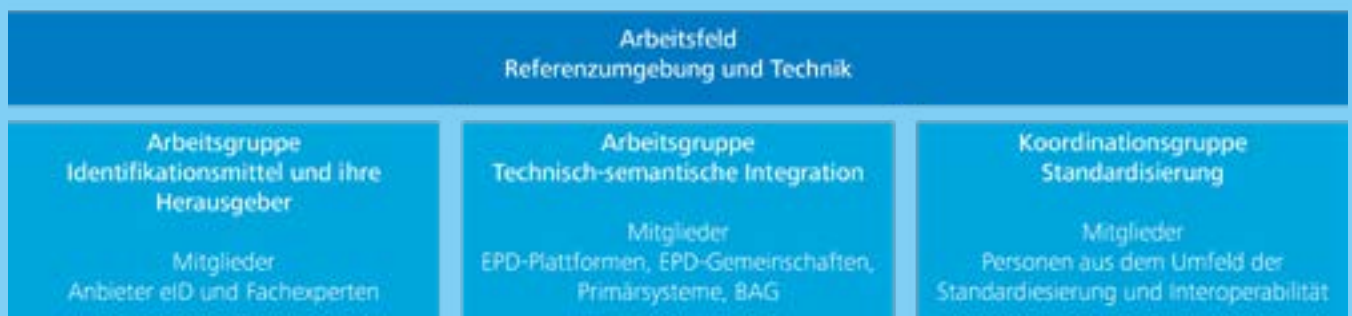 Arbeitsfeld
Referenzumgebung und Technik
Arbeitsgruppe
Identifikationsmittel und ihre
Herausgeber
Mitglieder
Anbieter eID und Fachexperten
Arbeitsgruppe
Technisch-semantische Integration
Mitglieder
EPD-Plattformen, EPD-Gemeinschaften,
Primärsysteme, BAG
Koordinationsgruppe
Standardisierung
Mitglieder
Personen aus dem Umfeld der
Standardiesierung und Interoperabilität